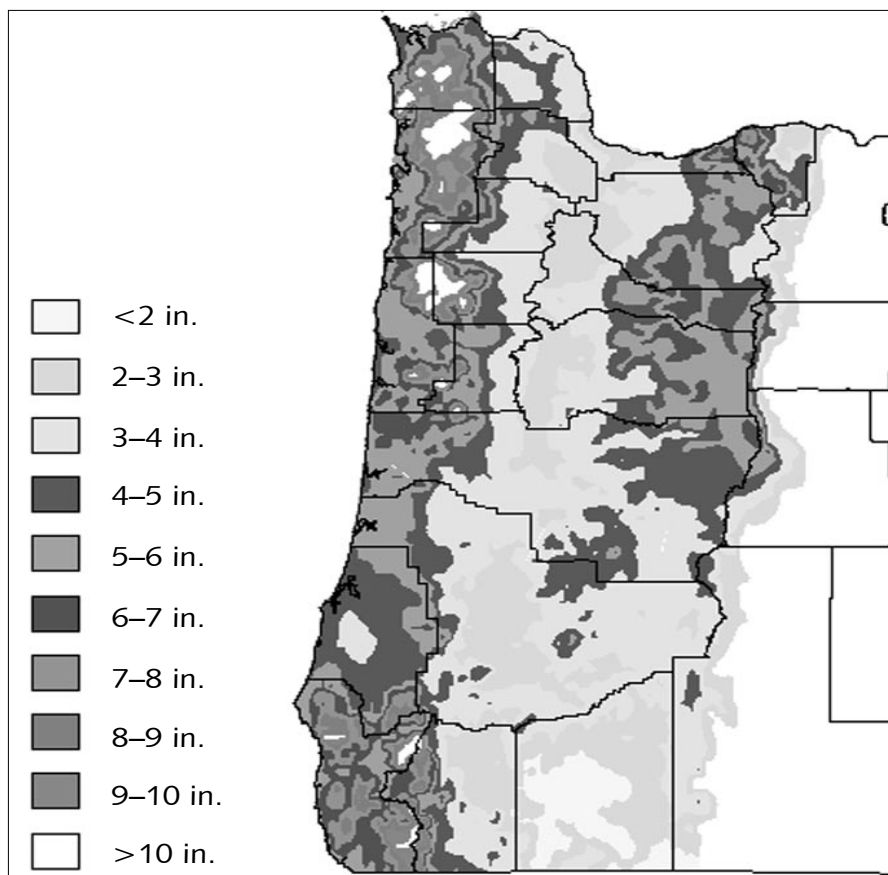 <2 in.
2–3 in.
3–4 in.
4–5 in.
5–6 in.
6–7 in.
7–8 in.
8–9 in.
9–10 in.
>10 in.